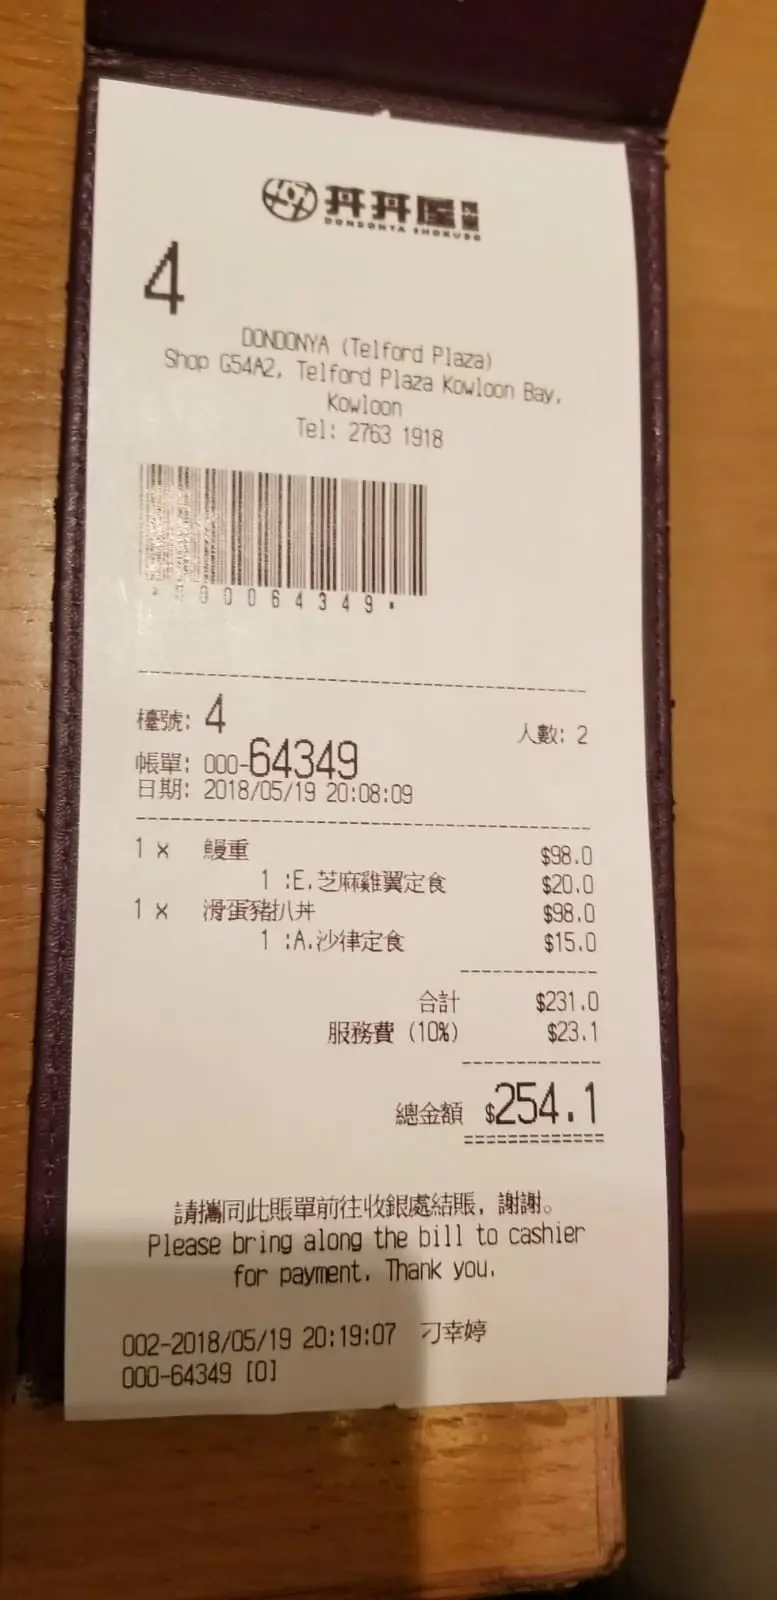 丼丼屋食堂
DONDONYA SHOKUDO
4
DONDONYA (Telford Plaza)
Shop G54A2, Telford Plaza Kowloon Bay,
Kowloon
Tel: 2763 1918
00064349*
檯號: 4 人數: 2
帳單: 000-64349
日期: 2018/05/19 20:08:09
1 x 鰻重 $98.0
1 :E.芝麻雞翼定食 $20.0
1 x 滑蛋豬扒丼 $98.0
1 :A.沙律定食 $15.0
合計 $231.0
服務費 (10%) $23.1
總金額 $254.1
請攜同此賬單前往收銀處結賬, 謝謝。
Please bring along the bill to cashier
for payment. Thank you.
002-2018/05/19 20:19:07 刁幸婷
000-64349 [0]